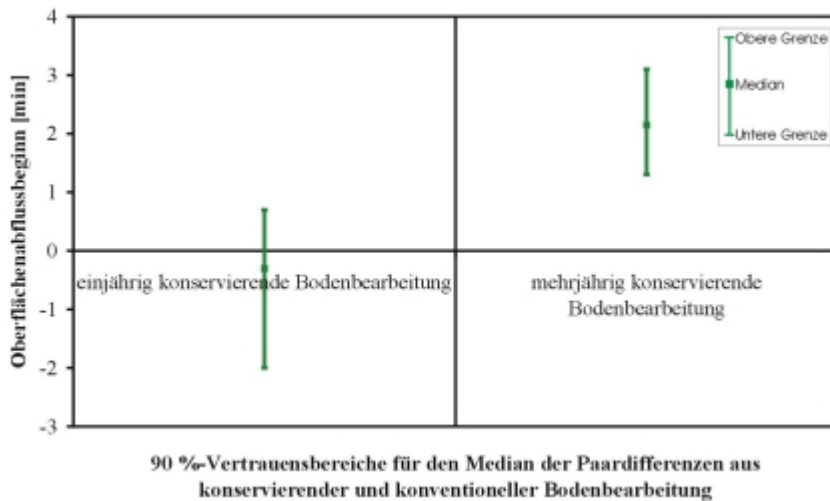 4
3
2
1
0
-1
-2
-3
Oberflächenabflussbeginn [min]
Obere Grenze
Median
Untere Grenze
einjährig konservierende Bodenbearbeitung
mehrjährig konservierende
Bodenbearbeitung
90 %-Vertrauensbereiche für den Median der Paardifferenzen aus
konservierender und konventioneller Bodenbearbeitung